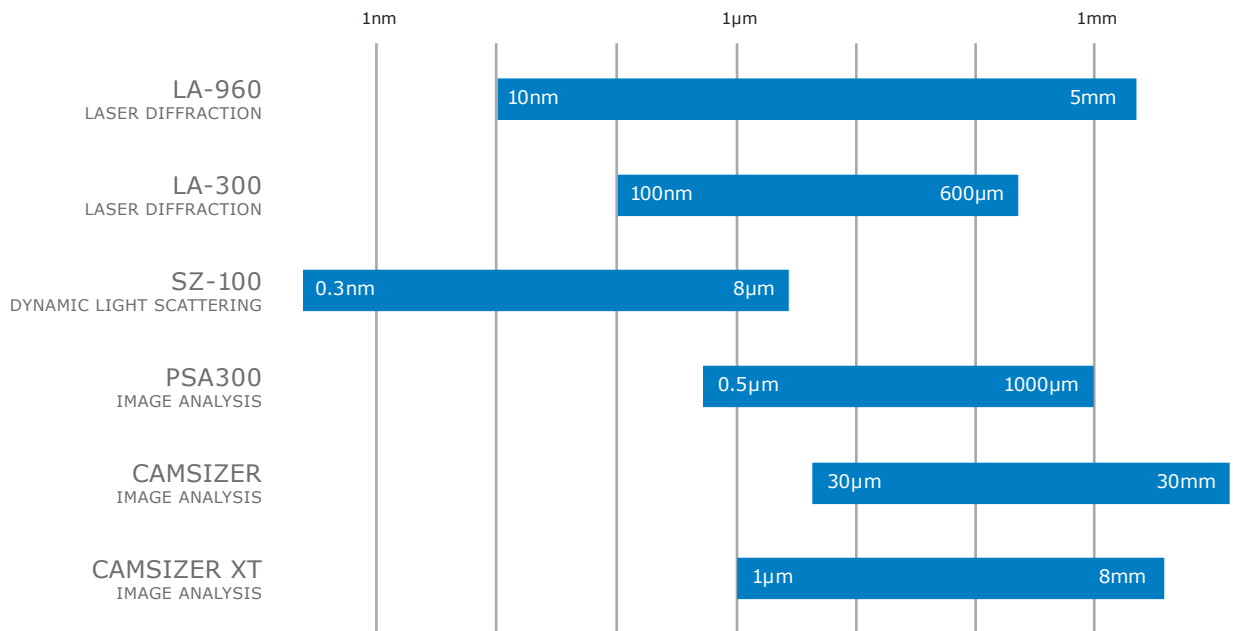 1nm 1µm 1mm
LA-960
LASER DIFFRACTION
10nm 5mm
LA-300
LASER DIFFRACTION
100nm 600µm
SZ-100
DYNAMIC LIGHT SCATTERING
0.3nm 8µm
PSA300
IMAGE ANALYSIS
0.5µm 1000µm
CAMSIZER
IMAGE ANALYSIS
30µm 30mm
CAMSIZER XT
IMAGE ANALYSIS
1µm 8mm